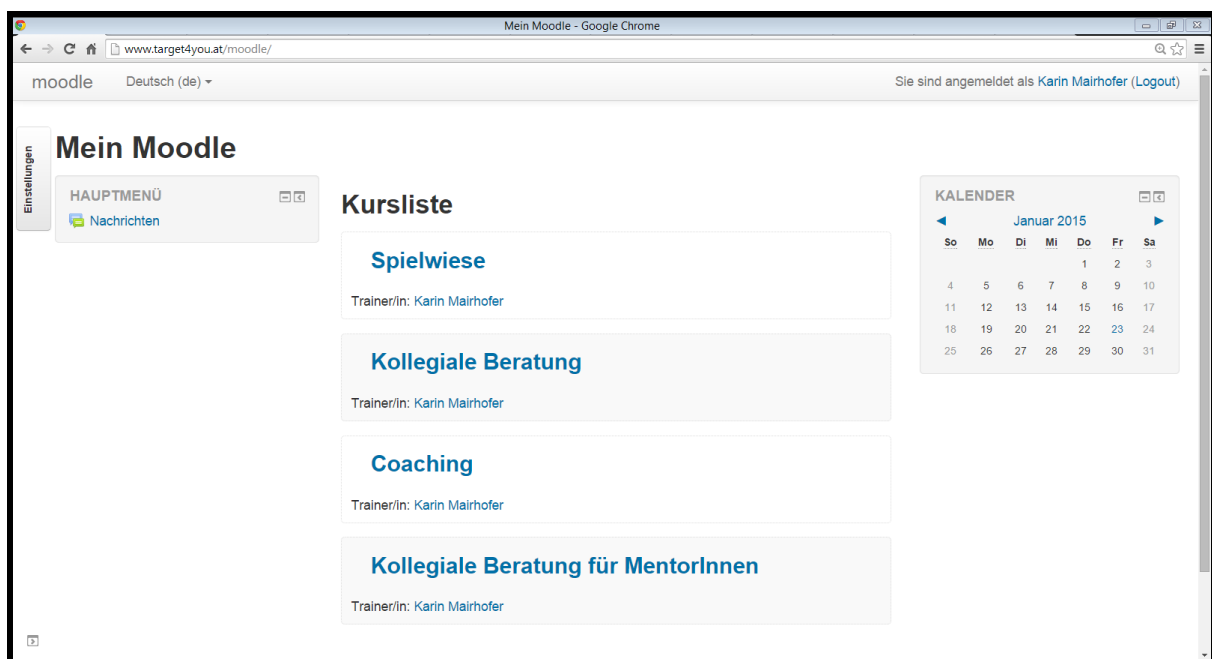 Mein Moodle - Google Chrome
www.target4you.at/moodle/
moodle Deutsch (de) Sie sind angemeldet als Karin Mairhofer (Logout)
Einstellungen
Mein Moodle
HAUPTMENÜ
Nachrichten
Kursliste
Spielwiese
Trainer/in: Karin Mairhofer
Kollegiale Beratung
Trainer/in: Karin Mairhofer
Coaching
Trainer/in: Karin Mairhofer
Kollegiale Beratung für MentorInnen
Trainer/in: Karin Mairhofer
KALENDER
Januar 2015
So Mo Di Mi Do Fr Sa
1 2 3
4 5 6 7 8 9 10
11 12 13 14 15 16 17
18 19 20 21 22 23 24
25 26 27 28 29 30 31